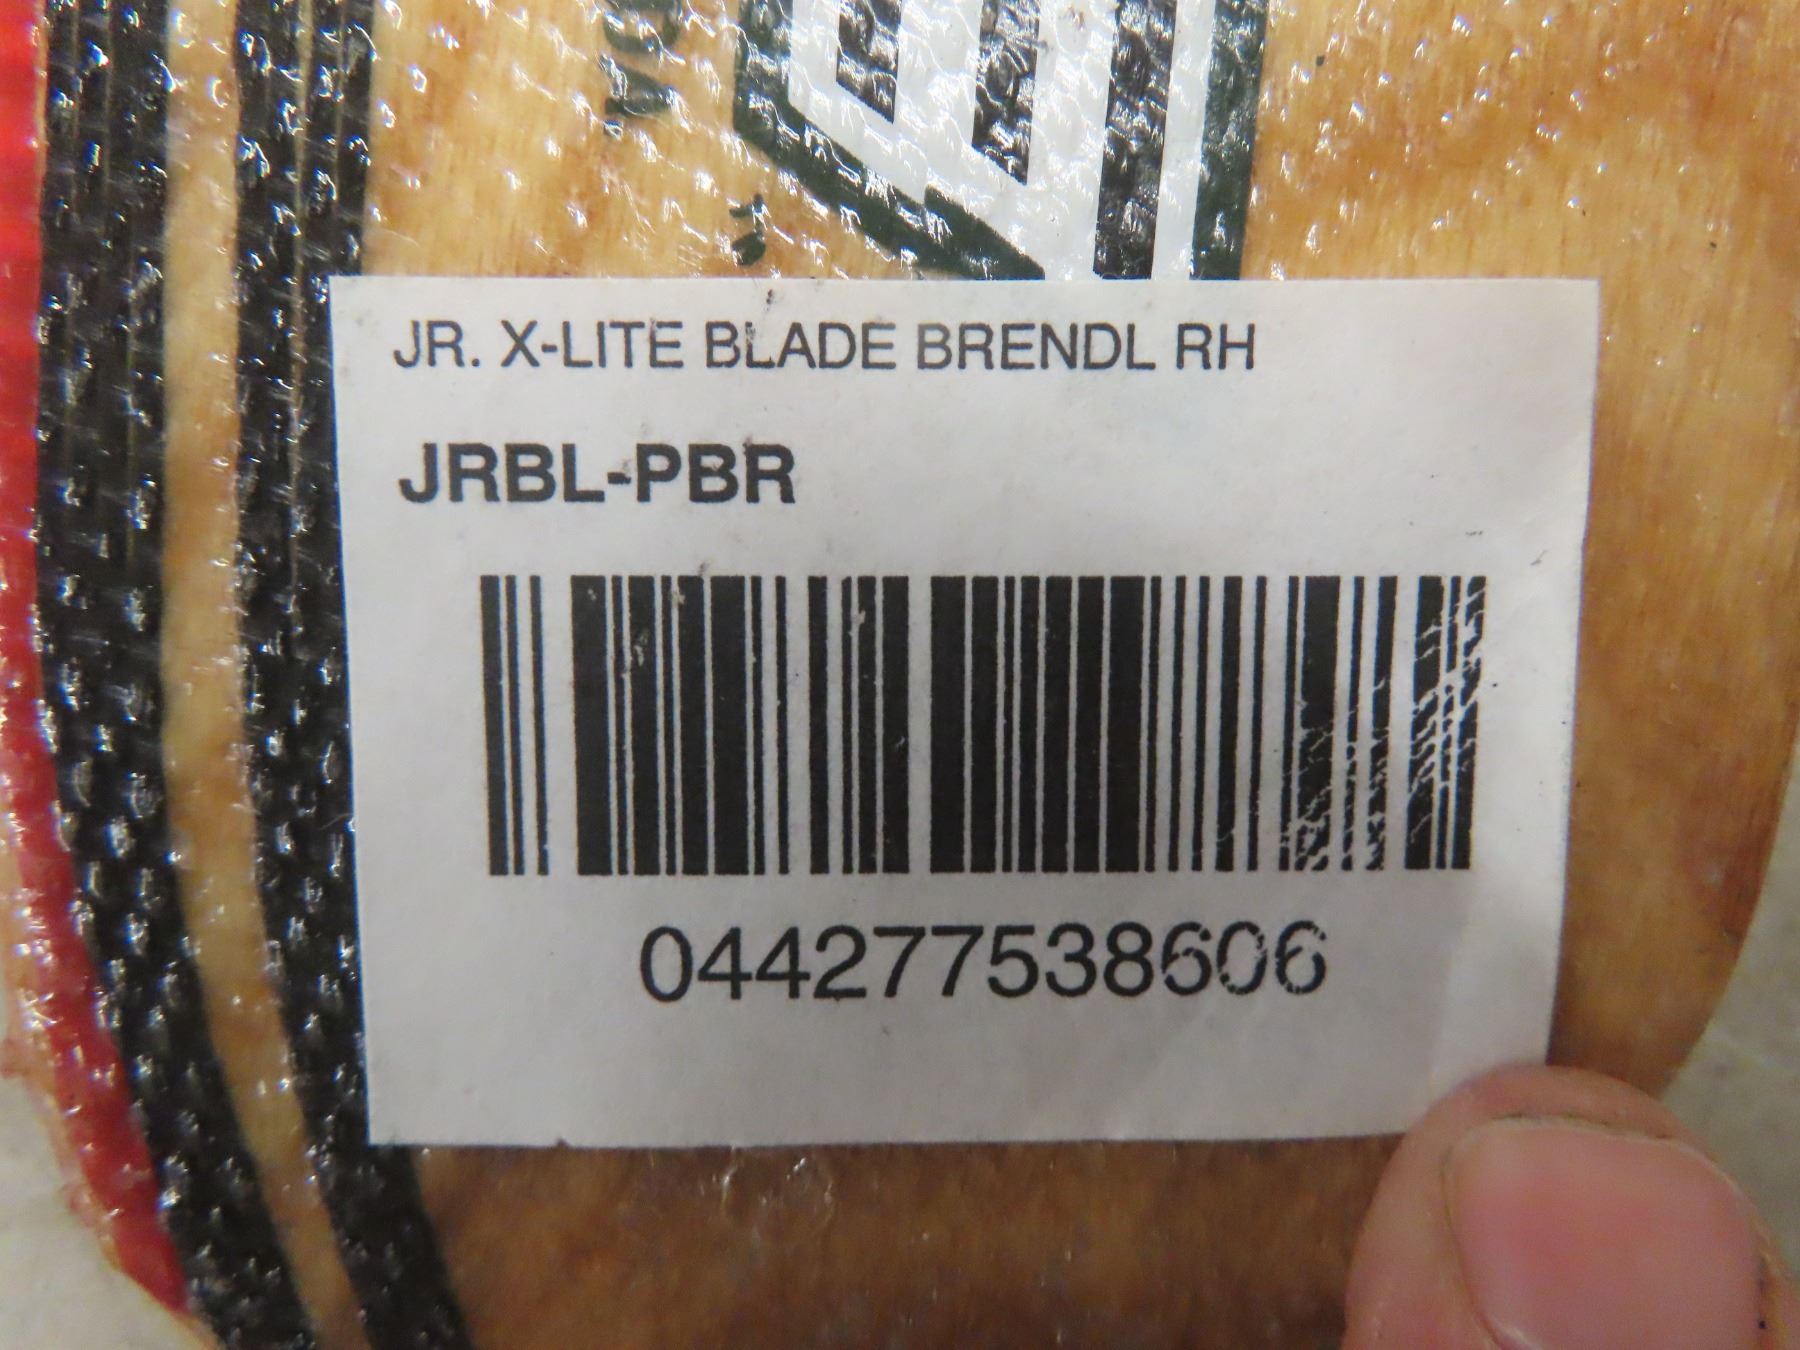 JR. X-LITE BLADE BRENDL RH
JRBL-PBR
044277538606